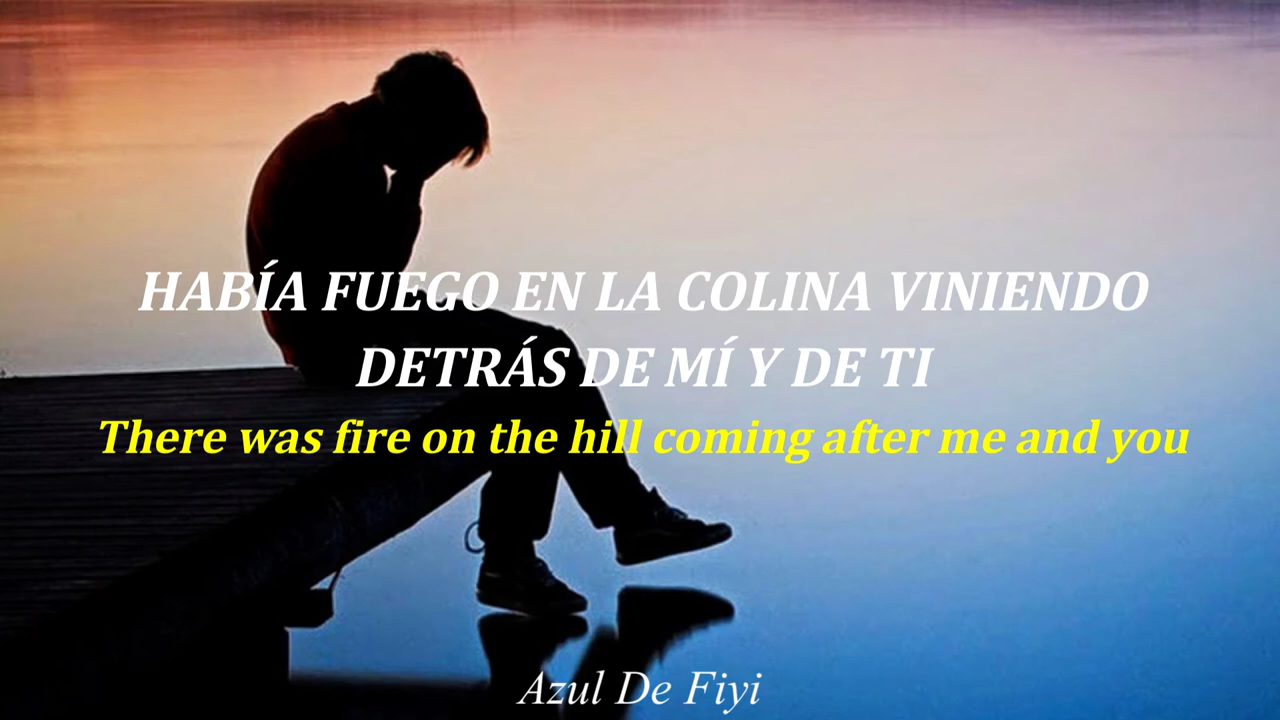 HABÍA FUEGO EN LA COLINA VINIENDO
DETRÁS DE MÍ Y DE TI
There was fire on the hill coming after me and you
Azul De Fiyi